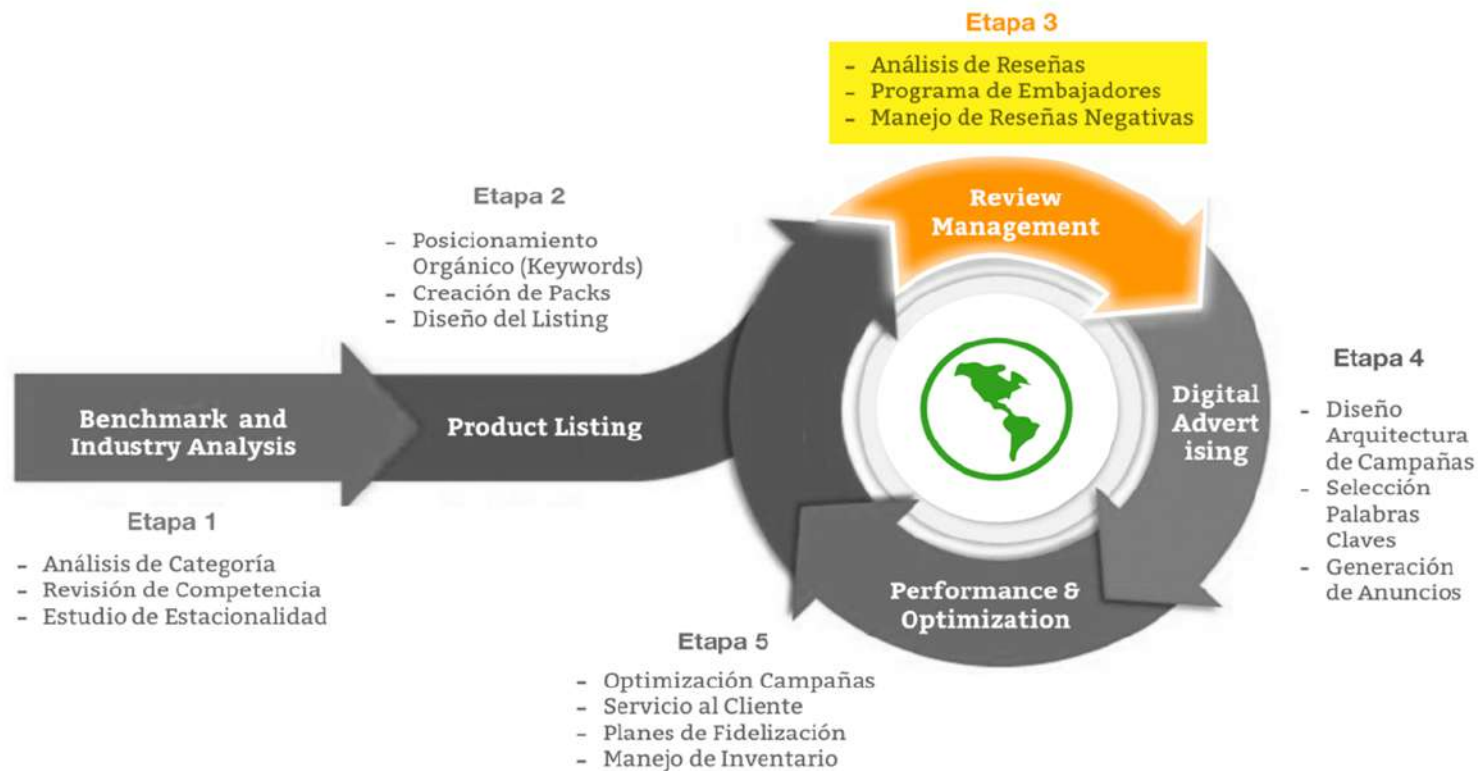 Etapa 3
- Análisis de Reseñas
- Programa de Embajadores
- Manejo de Reseñas Negativas
Review
Management
Etapa 2
- Posicionamiento
Orgánico (Keywords)
- Creación de Packs
- Diseño del Listing
Benchmark and
Industry Analysis
Product Listing
Etapa 1
- Análisis de Categoría
- Revisión de Competencia
- Estudio de Estacionalidad
Digital
Advert
ising
Etapa 4
- Diseño
Arquitectura
de Campañas
- Selección
Palabras
Claves
- Generación
de Anuncios
Performance &
Optimization
Etapa 5
- Optimización Campañas
- Servicio al Cliente
- Planes de Fidelización
- Manejo de Inventario